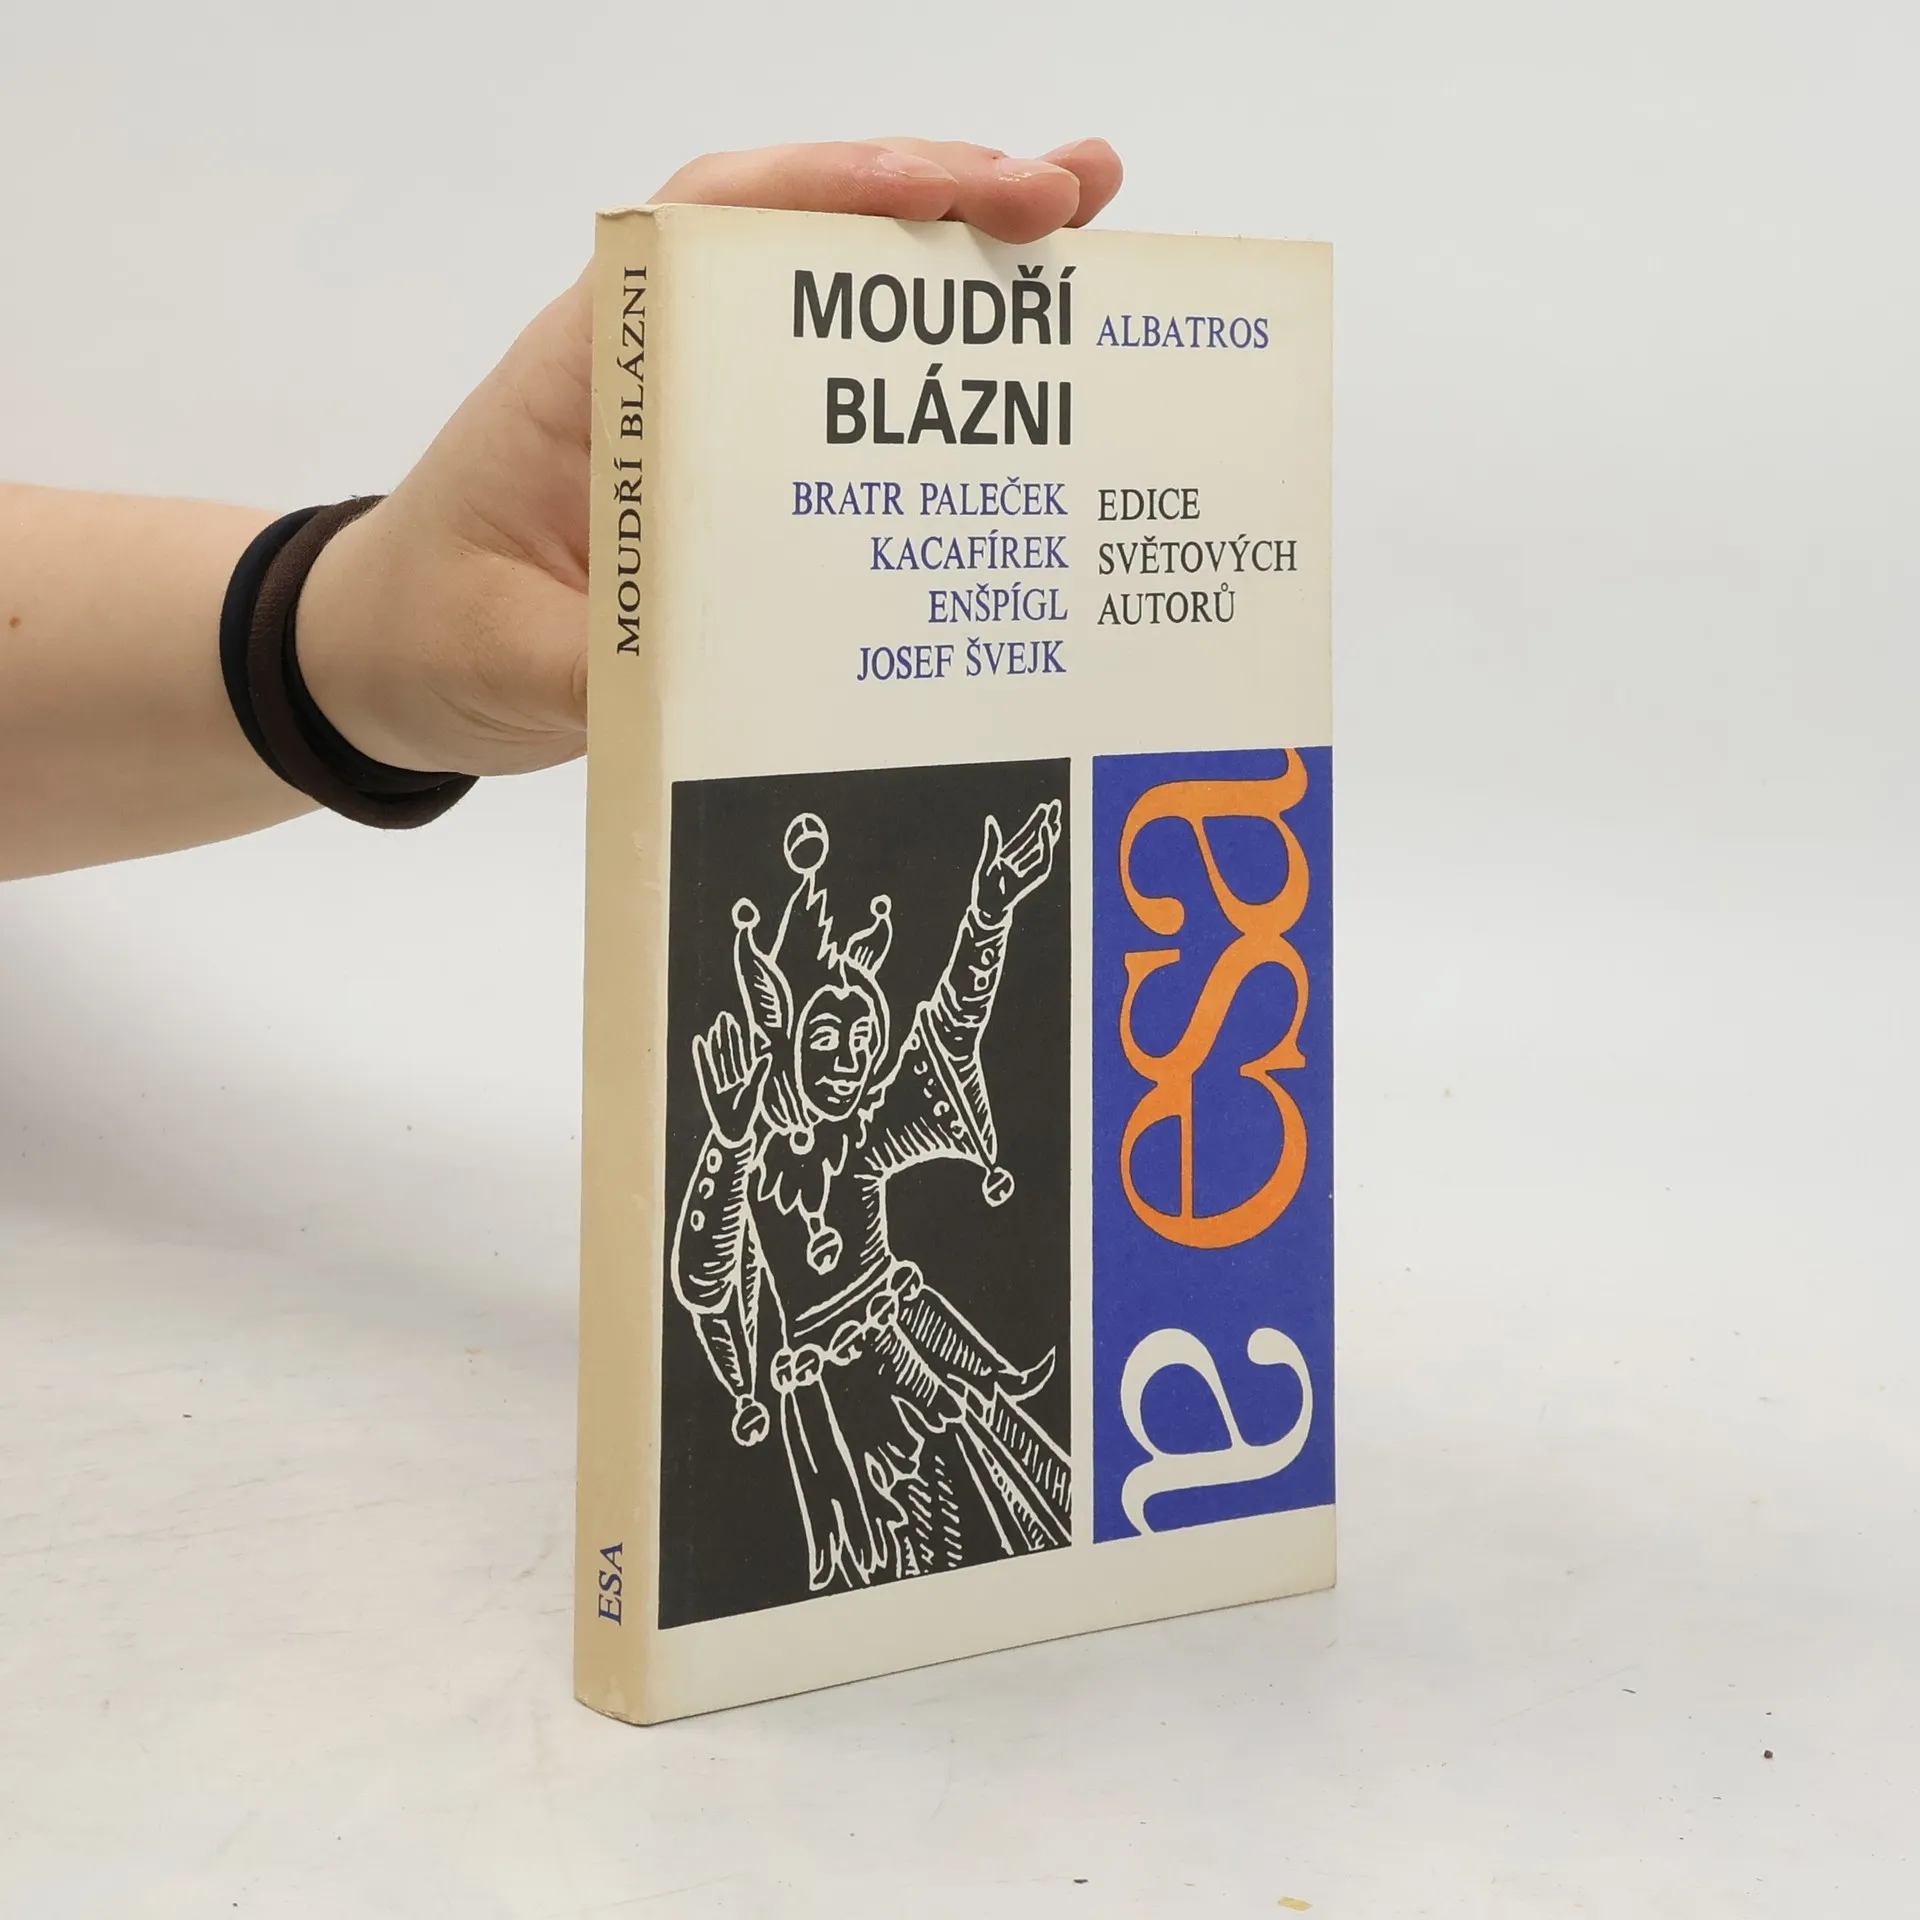 MOUDŘÍ BLÁZNI
ESA
MOUDŘÍ
BLÁZNI
BRATR PALEČEK
KACAFÍREK
ENŠPÍGL
JOSEF ŠVEJK
ALBATROS
EDICE
SVĚTOVÝCH
AUTORŮ
a esa